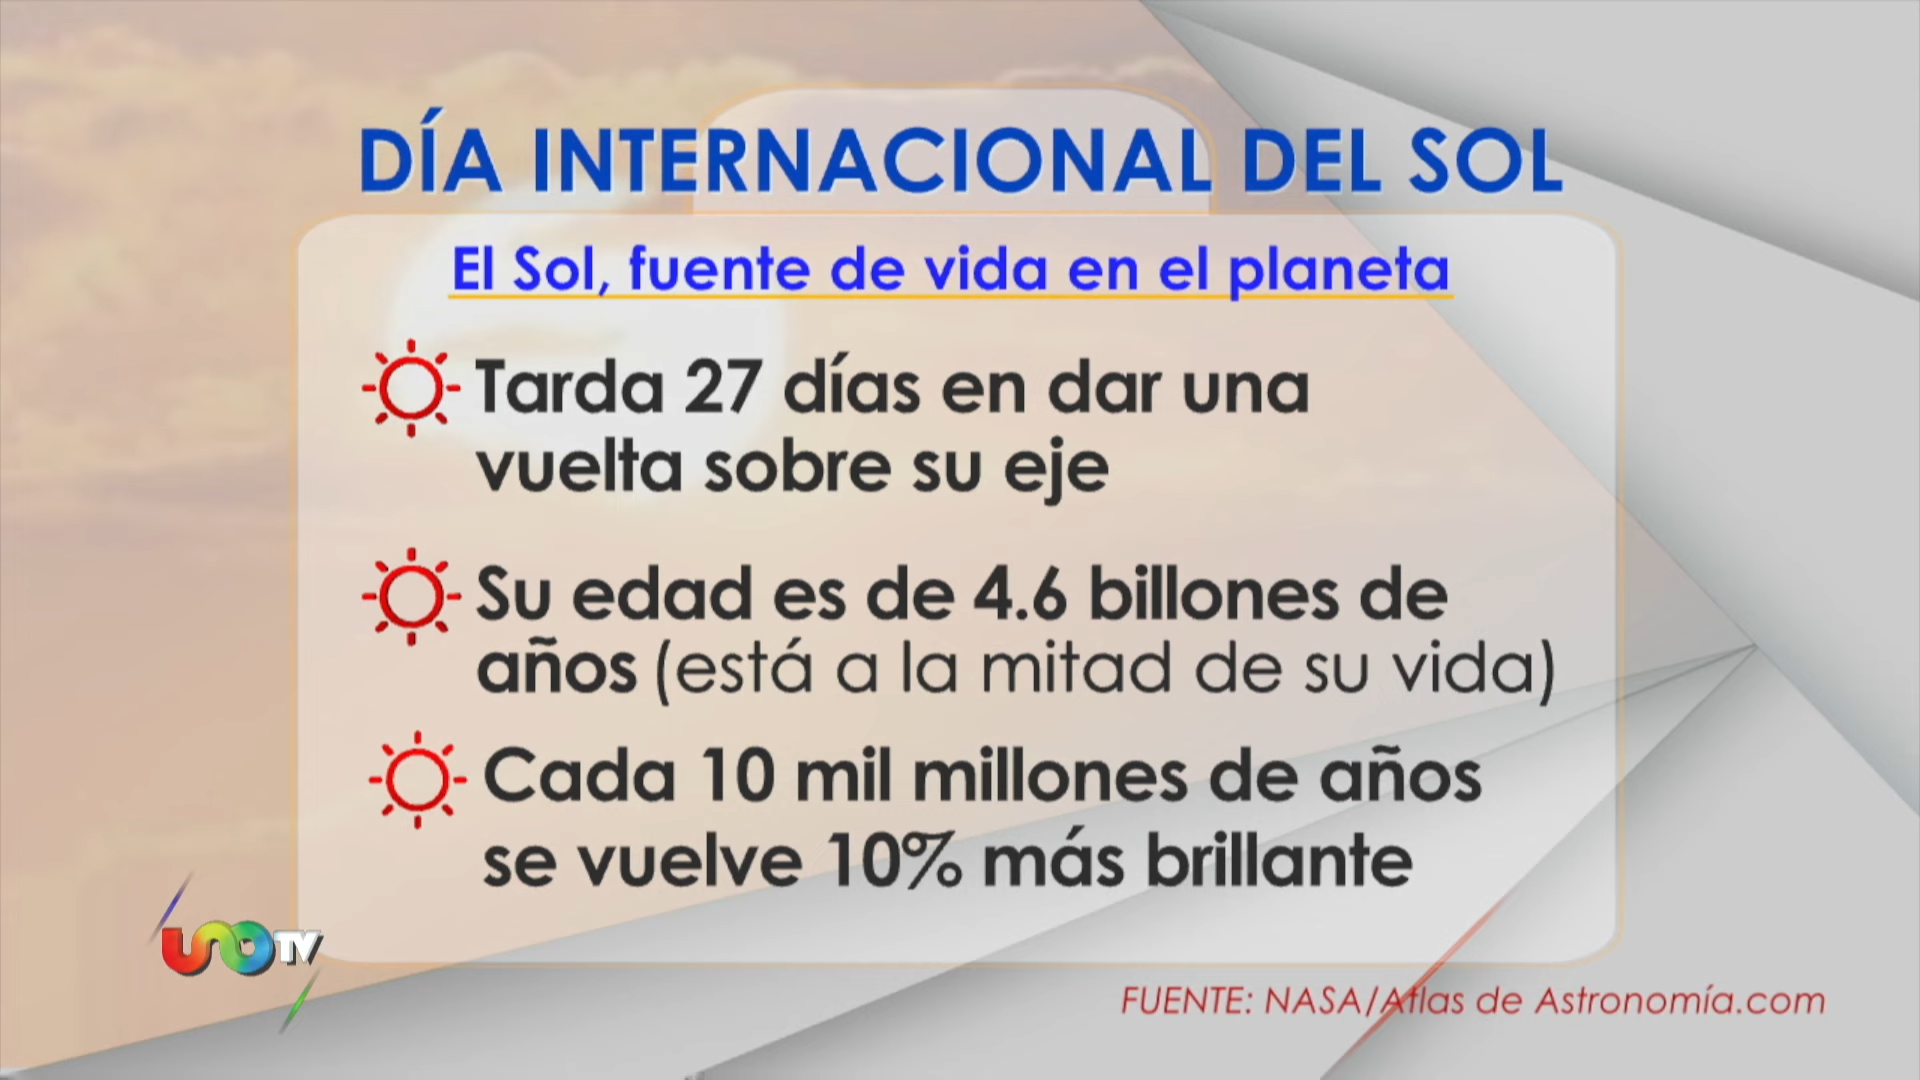 DÍA INTERNACIONAL DEL SOL
El Sol, fuente de vida en el planeta
Tarda 27 días en dar una
vuelta sobre su eje
Su edad es de 4.6 billones de
años (está a la mitad de su vida)
Cada 10 mil millones de años
se vuelve 10% más brillante
UNO TV
FUENTE: NASA/Atlas de Astronomía.com